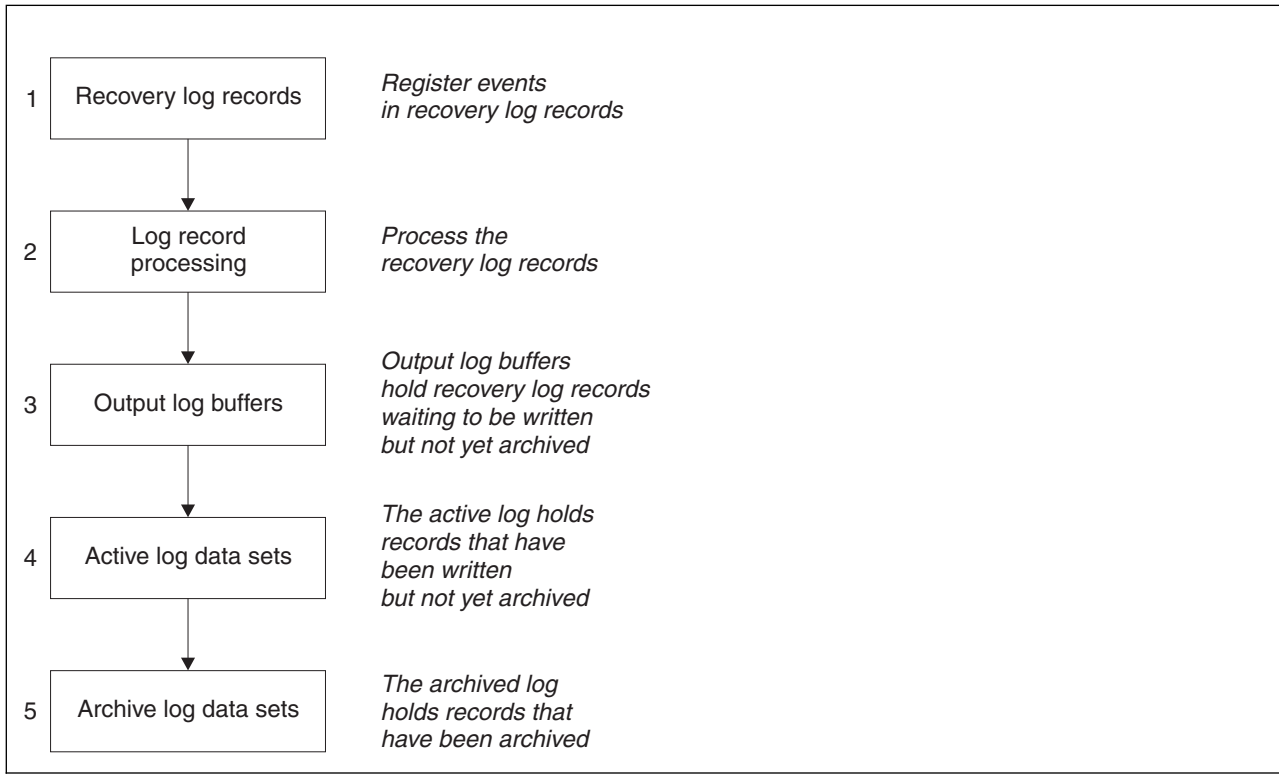 1
Recovery log records
Register events
in recovery log records
2
Log record
processing
Process the
recovery log records
3
Output log buffers
Output log buffers
hold recovery log records
waiting to be written
but not yet archived
4
Active log data sets
The active log holds
records that have
been written
but not yet archived
5
Archive log data sets
The archived log
holds records that
have been archived